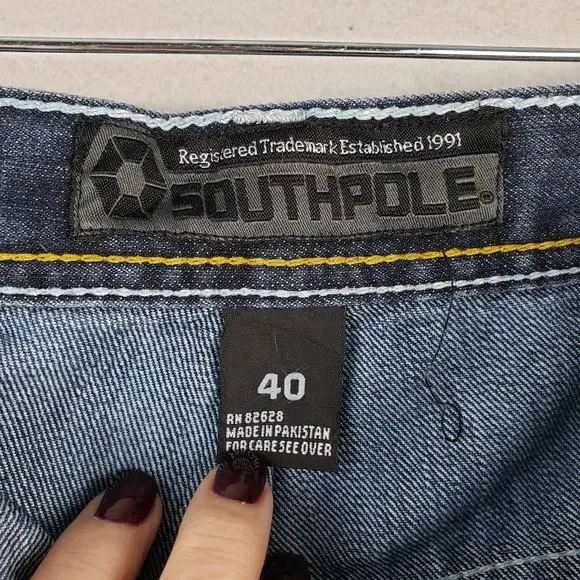 Registered Trademark Established 1991
SOUTHPOLE®
40
RN 82628
MADE IN PAKISTAN
FOR CARE SEE OVER